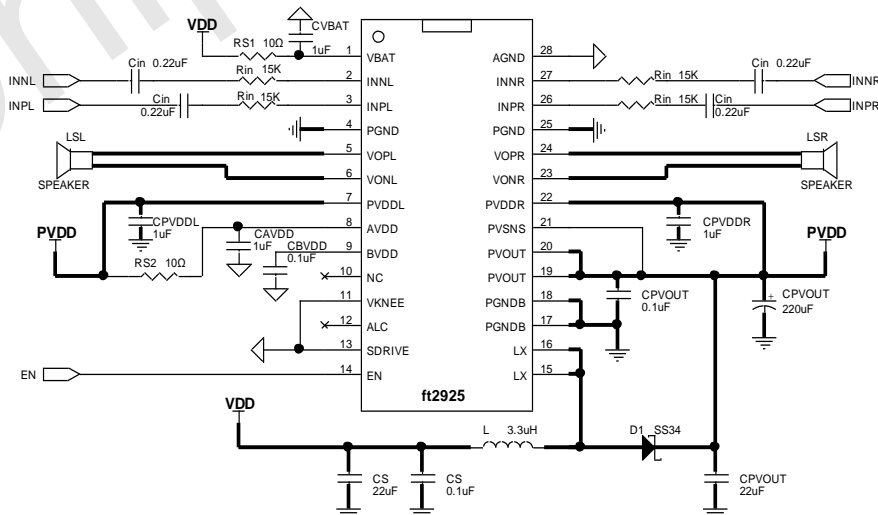 VDD
CVBAT
RS1 10Ω
1uF
Cin 0.22uF
Rin 15K
INNL
Cin
0.22uF
Rin 15K
INPL
LSL
SPEAKER
CPVDDL
1uF
PVDD
RS2 10Ω
CAVDD
1uF
CBVDD
0.1uF
EN
1 VBAT
2 INNL
3 INPL
4 PGND
5 VOPL
6 VONL
7 PVDDL
8 AVDD
9 BVDD
10 NC
11 VKNEE
12 ALC
13 SDRIVE
14 EN
ft2925
AGND 28
INNR 27
INPR 26
PGND 25
VOPR 24
VONR 23
PVDDR 22
PVSNS 21
PVOUT 20
PVOUT 19
PGNDB 18
PGNDB 17
LX 16
LX 15
Cin 0.22uF
Rin 15K
INNR
Rin 15K
Cin
0.22uF
INPR
LSR
SPEAKER
CPVDDR
1uF
PVDD
CPVOUT
0.1uF
+
CPVOUT
220uF
VDD
L 3.3uH
D1 SS34
CS
22uF
CS
0.1uF
CPVOUT
22uF